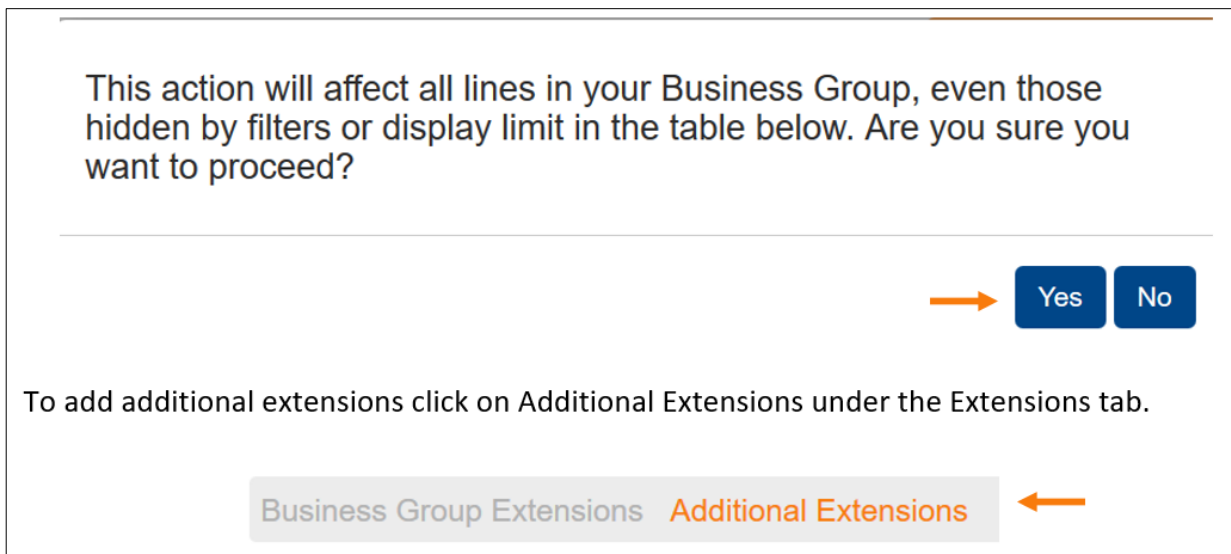 This action will affect all lines in your Business Group, even those
hidden by filters or display limit in the table below. Are you sure you
want to proceed?
Yes No
To add additional extensions click on Additional Extensions under the Extensions tab.
Business Group Extensions Additional Extensions